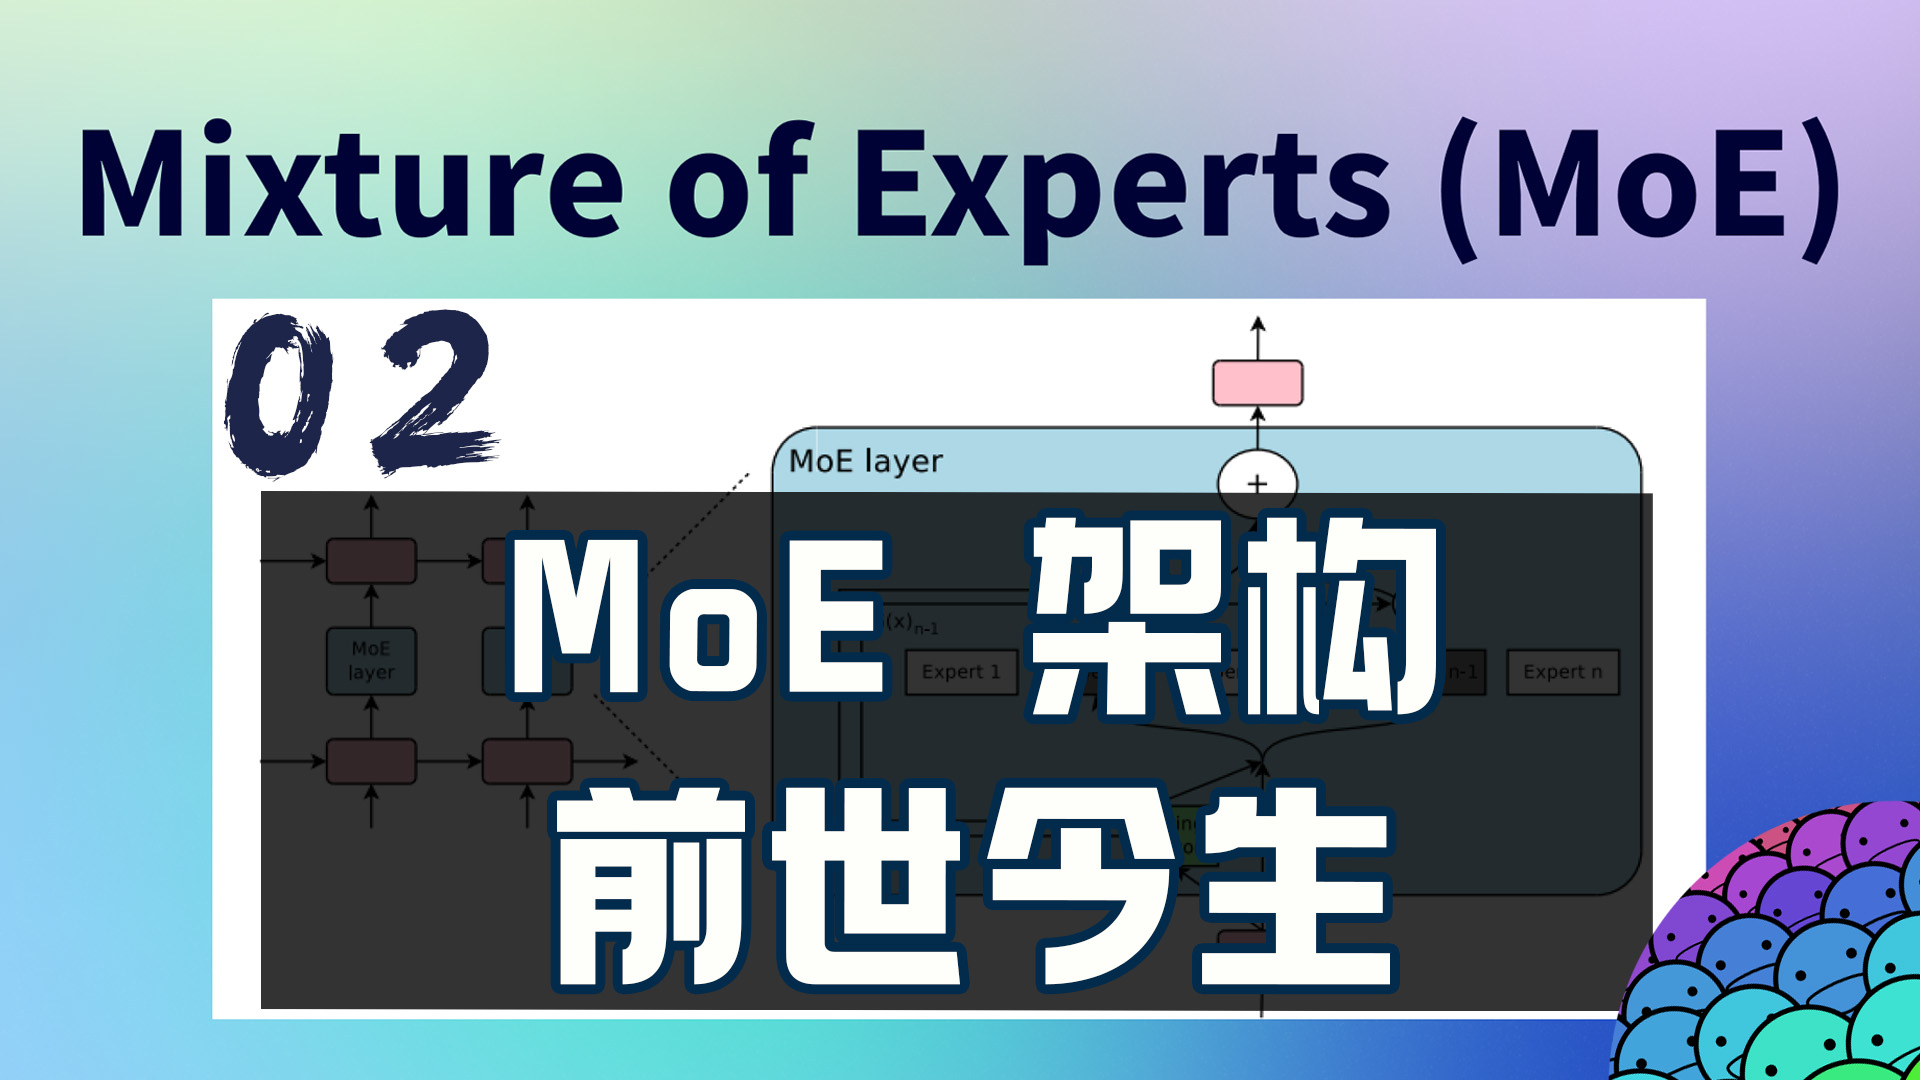 Mixture of Experts (MoE)
02
MoE layer
MoE 架构
MoE
layer
Expert 1
n-1
Expert n
前世今生